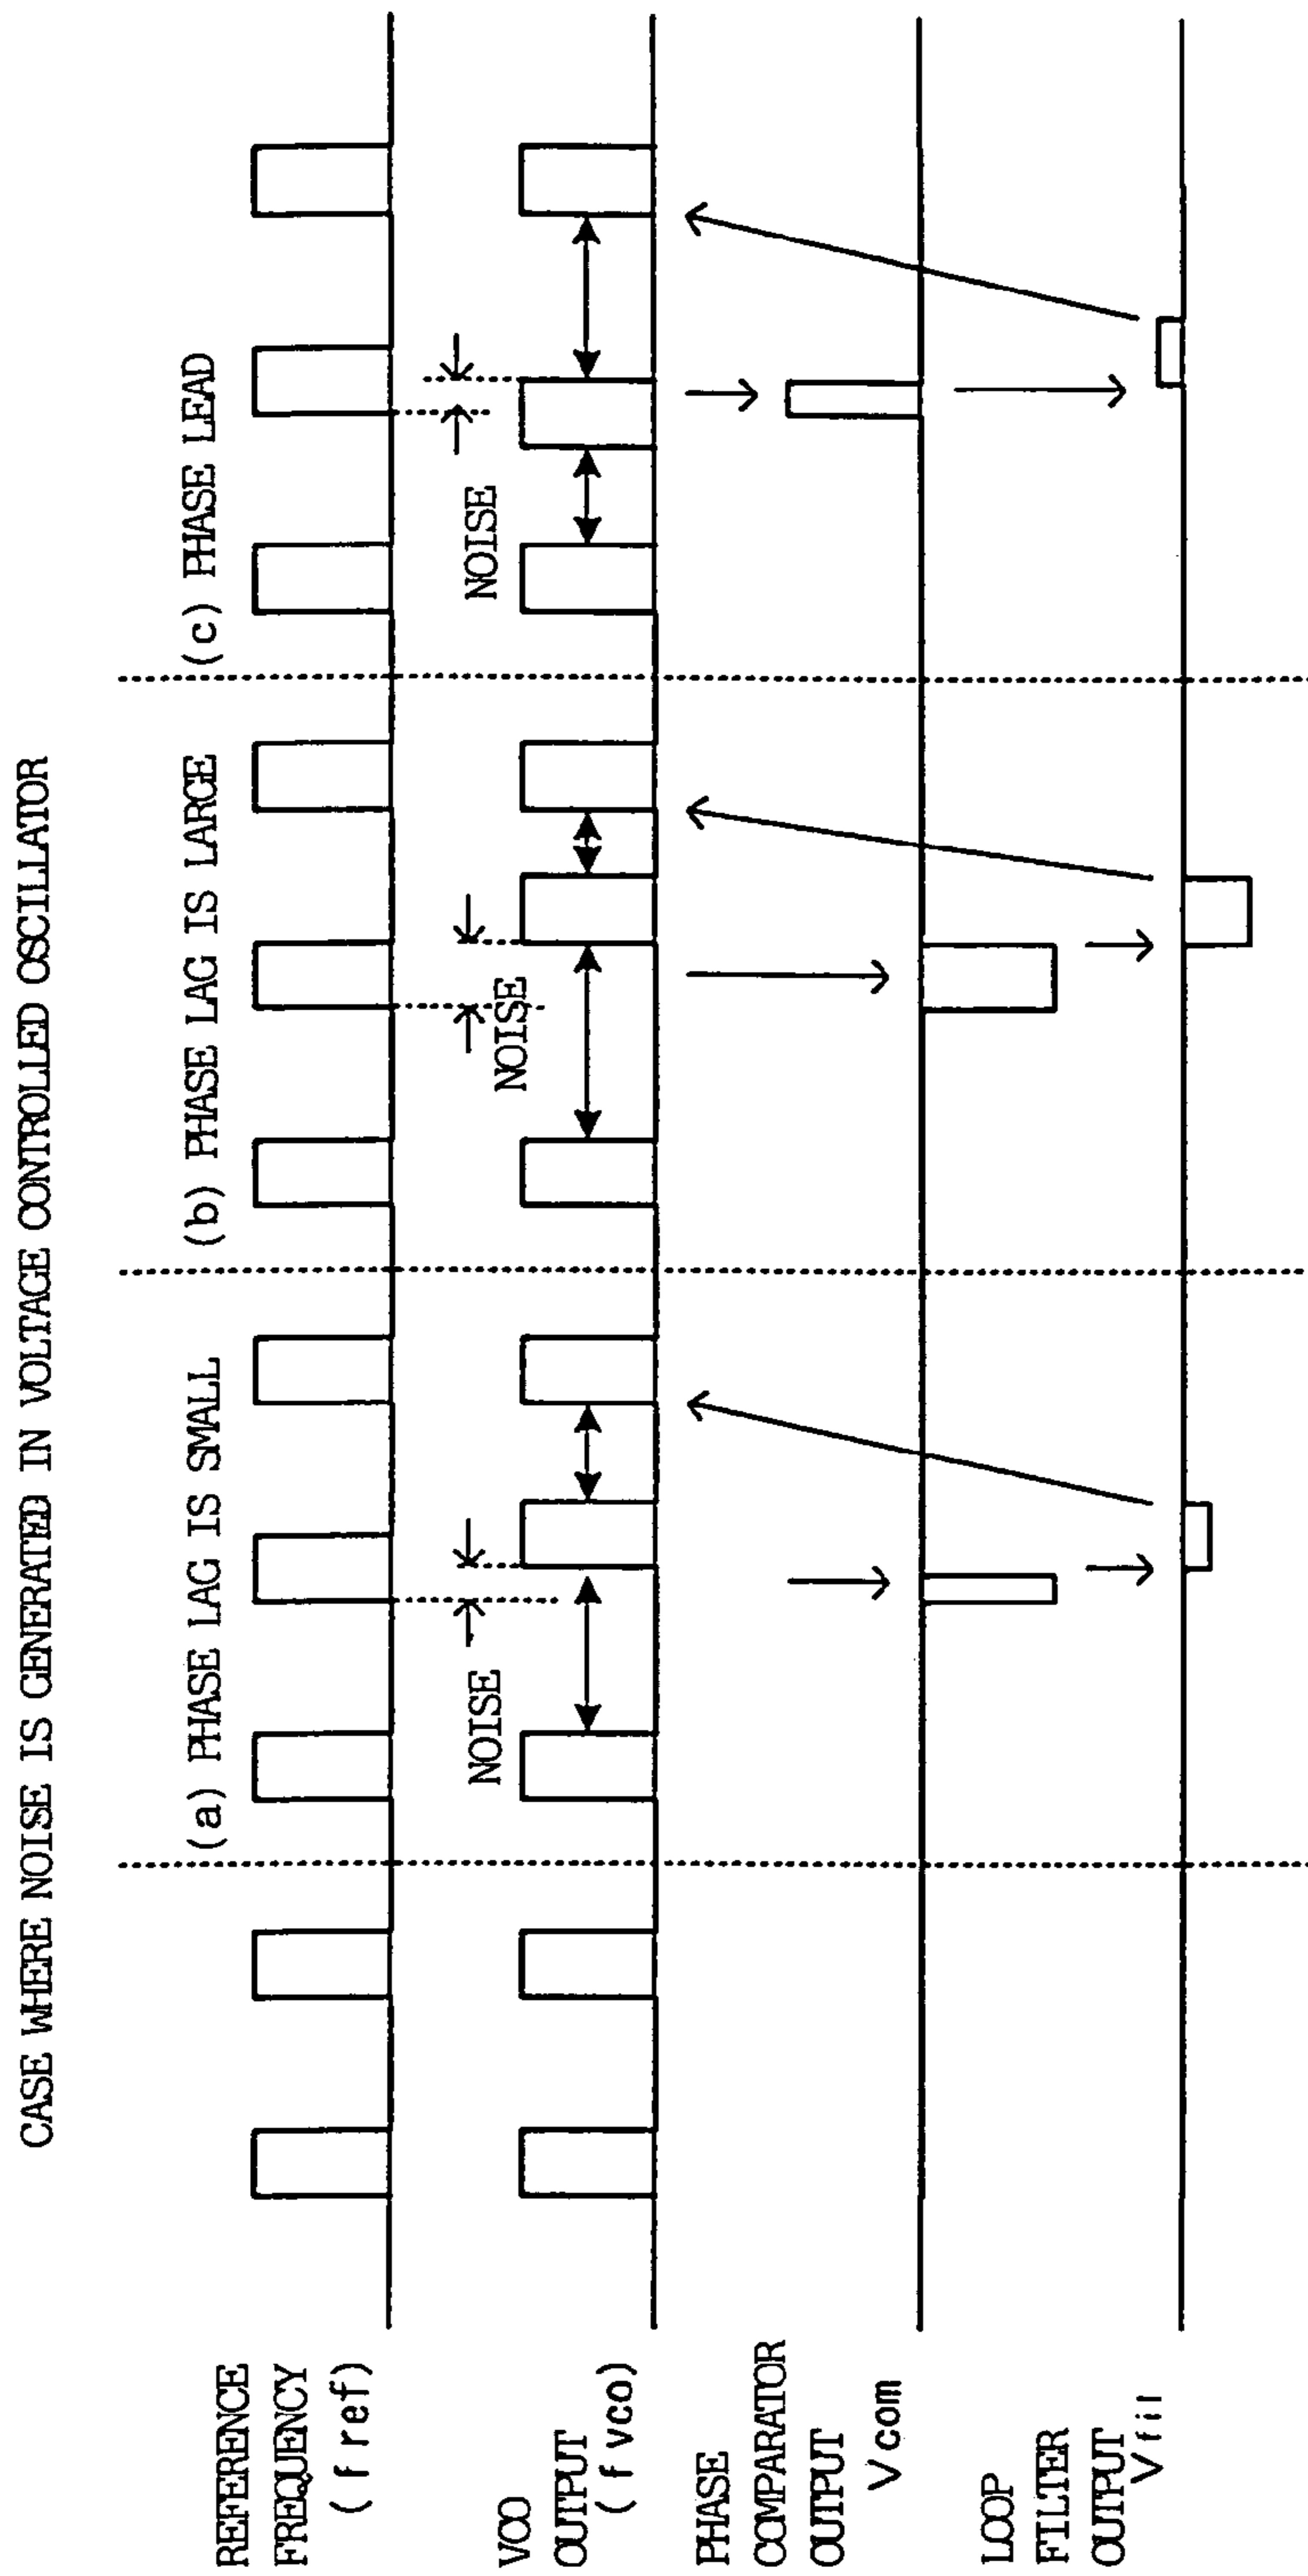 CASE WHERE NOISE IS GENERATED IN VOLTAGE CONTROLLED OSCILLATOR
(a) PHASE LAG IS SMALL
(b) PHASE LAG IS LARGE
(c) PHASE LEAD
REFERENCE
FREQUENCY
(fref)
NOISE
NOISE
NOISE
VCO
OUTPUT
(fvco)
PHASE
COMPARATOR
OUTPUT
Vcom
LOOP
FILTER
OUTPUT
Vfil